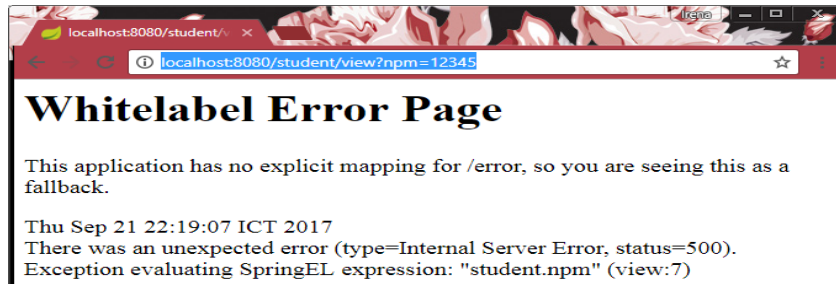 Irena
localhost:8080/student/v
localhost:8080/student/view?npm=12345
Whitelabel Error Page
This application has no explicit mapping for /error, so you are seeing this as a
fallback.
Thu Sep 21 22:19:07 ICT 2017
There was an unexpected error (type=Internal Server Error, status=500).
Exception evaluating SpringEL expression: "student.npm" (view:7)